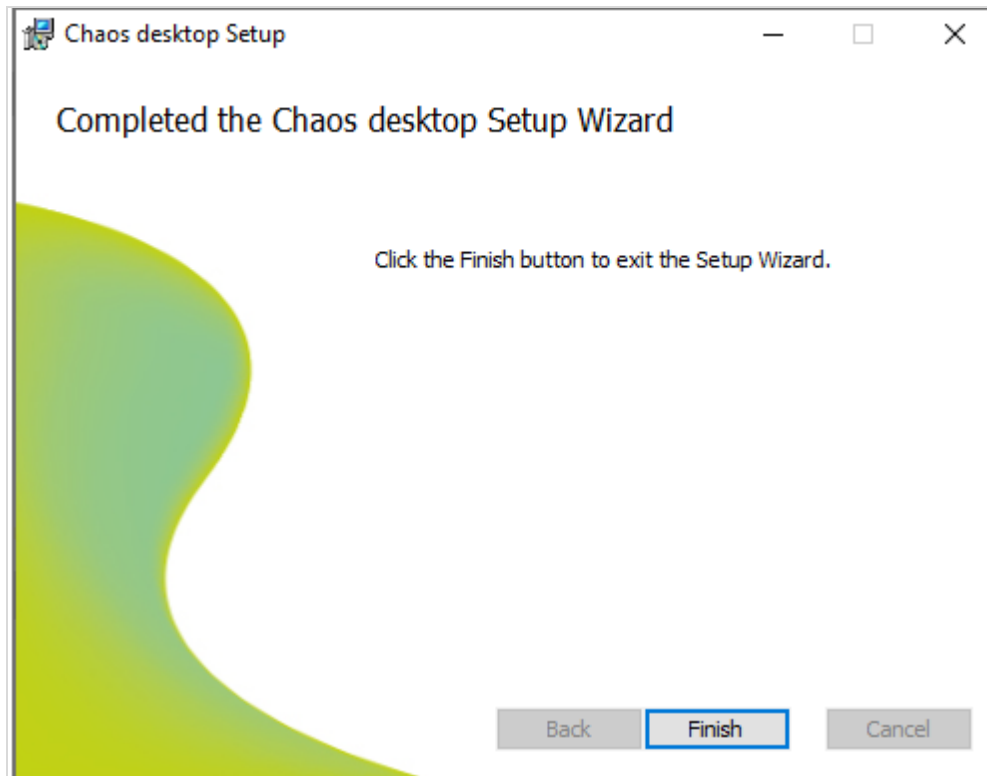 Chaos desktop Setup
Completed the Chaos desktop Setup Wizard
Click the Finish button to exit the Setup Wizard.
Back Finish Cancel